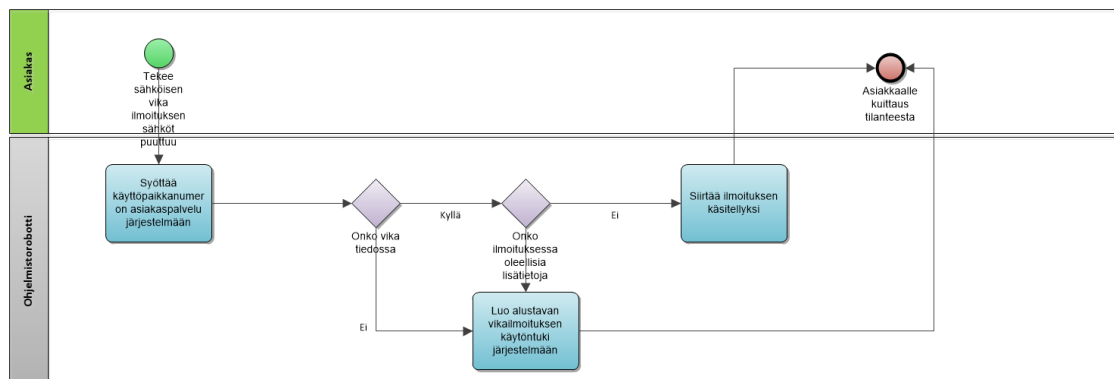 Asiakas
Tekee
sähköisen
vika
ilmoituksen
sähköt
puuttuu
Asiakkaalle
kuittaus
tilanteesta
Ohjelmistorobotti
Syöttää
käyttöpaikkanumer
on asiakaspalvelu
järjestelmään
Onko vika
tiedossa
Kyllä
Onko
ilmoituksessa
oleellisia
lisätietoja
Ei
Siirtää ilmoituksen
käsitellyksi
Ei
Luo alustavan
vikailmoituksen
käytöntuki
järjestelmään